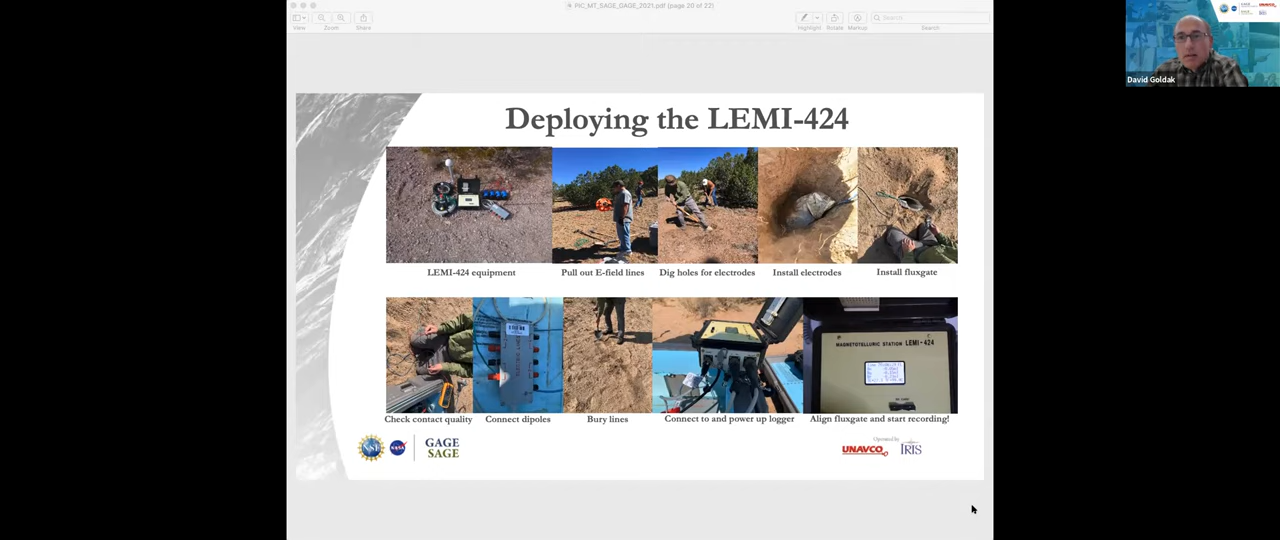 PIC_MT_SAGE_GAGE_2021.pdf (page 20 of 22)
View Zoom Share Highlight Rotate Markup Search
Search
David Goldak
Deploying the LEMI-424
LEMI-424 equipment
Pull out E-field lines
Dig holes for electrodes
Install electrodes
Install fluxgate
MAGNETOTELLURIC STATION LEMI-424
Check contact quality
Connect dipoles
Bury lines
Connect to and power up logger
Align fluxgate and start recording!
NSF
NASA
GAGE
SAGE
Operated by
UNAVCO
IRIS